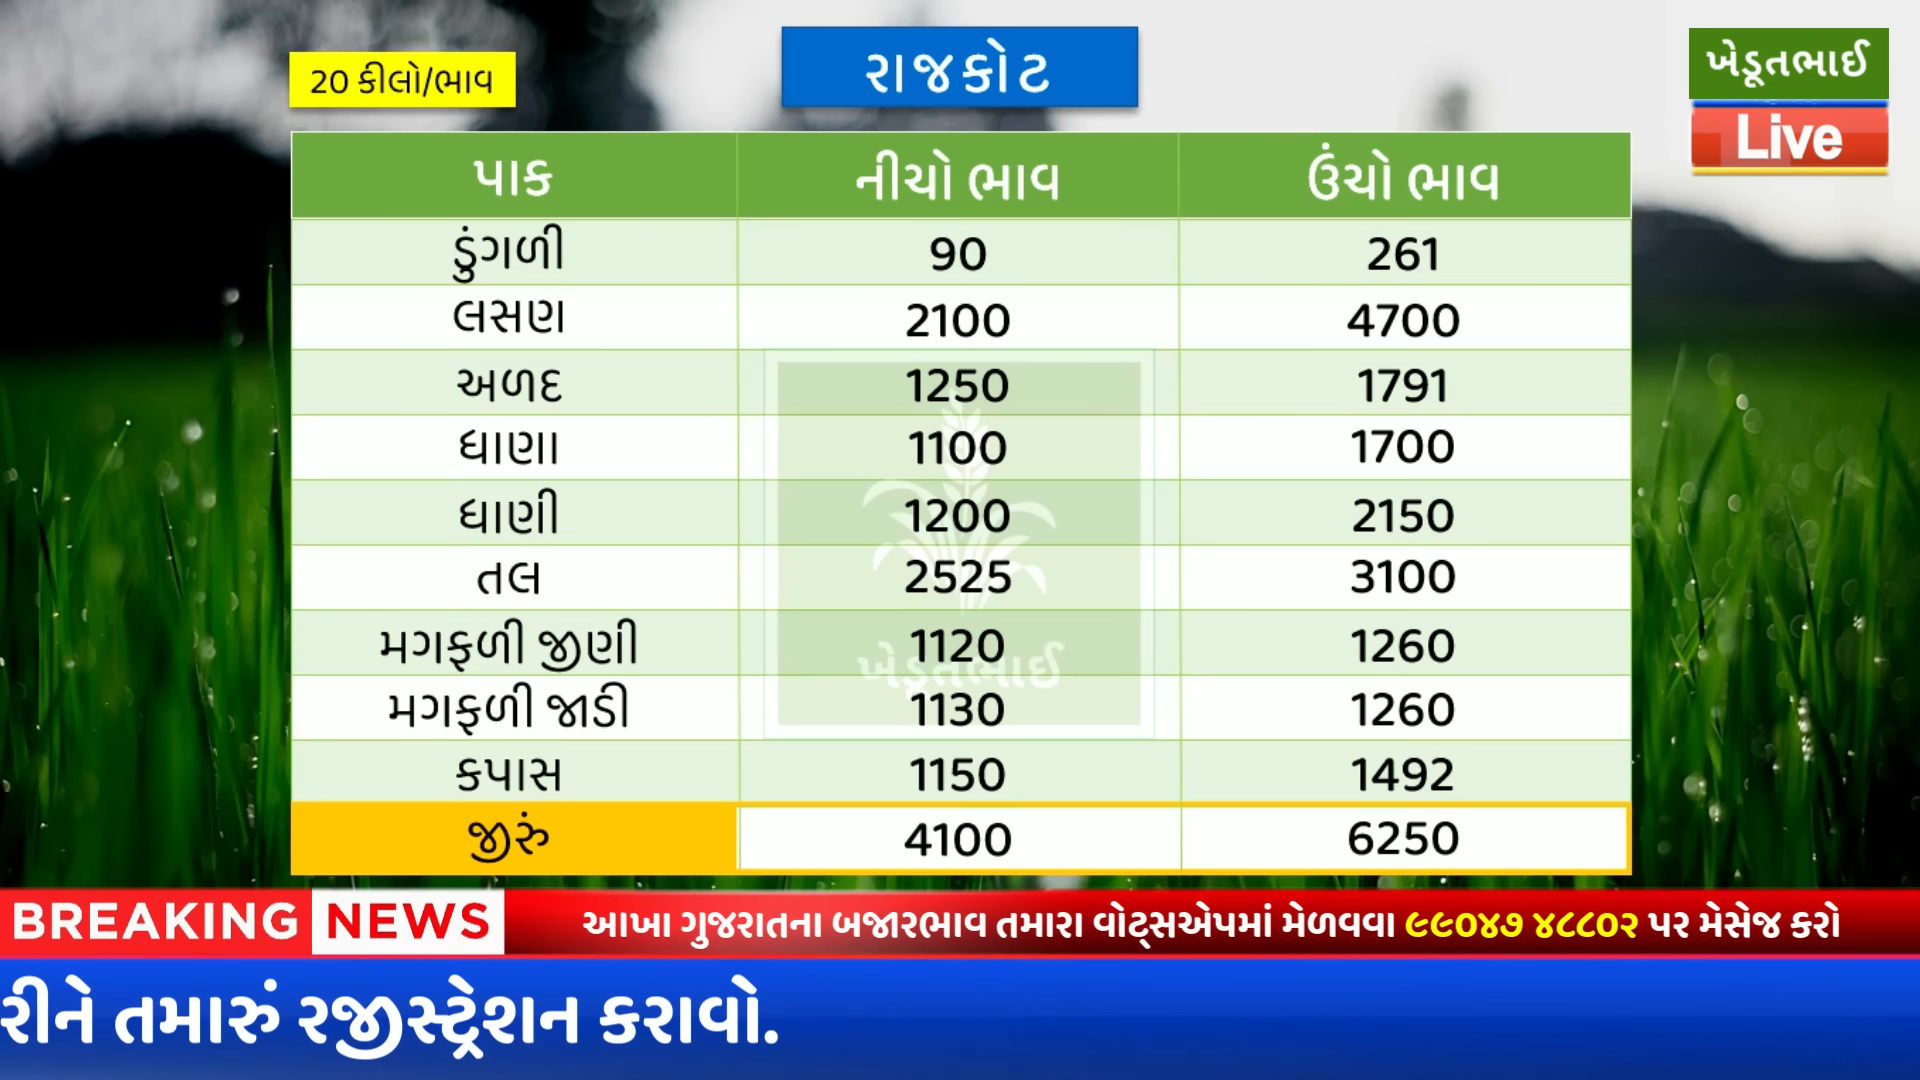 20 કીલો/ભાવ
રાજકોટ
ખેડૂતભાઈ
Live
પાક નીચો ભાવ ઉંચો ભાવ
ડુંગળી 90 261
લસણ 2100 4700
અળદ 1250 1791
ધાણા 1100 1700
ધાણી 1200 2150
તલ 2525 3100
મગફળી જીણી 1120 1260
ખેડૂતભાઈ
મગફળી જાડી 1130 1260
કપાસ 1150 1492
જીરું 4100 6250
BREAKING NEWS આખા ગુજરાતના બજારભાવ તમારા વોટ્સએપમાં મેળવવા ૯૯૦૪૭ ૪૮૮૦૨ પર મેસેજ કરો
રીને તમારું રજીસ્ટ્રેશન કરાવો.